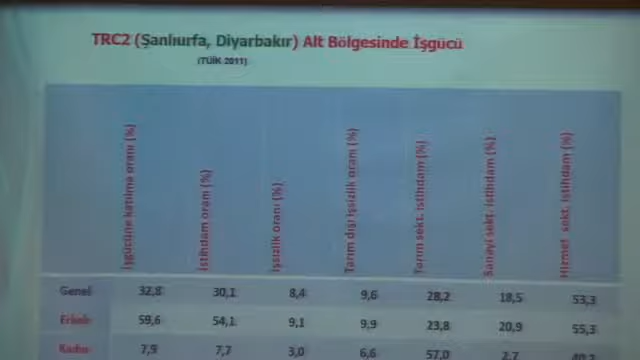 TRC2 (Şanlıurfa, Diyarbakır) Alt Bölgesinde İşgücü
(TÜİK 2011)
İşgücüne katılma oranı (%)
İstihdam oranı (%)
İşsizlik oranı (%)
Tarım dışı işsizlik oranı (%)
Tarım sekt. istihdam (%)
Sanayi sekt. istihdam (%)
Hizmet sekt. istihdam (%)
Genel 32,8 30,1 8,4 9,6 28,2 18,5 53,3
Erkek 59,6 54,1 9,1 9,9 23,8 20,9 55,3
Kadın 7,9 7,7 3,0 6,6 57,0 2,7